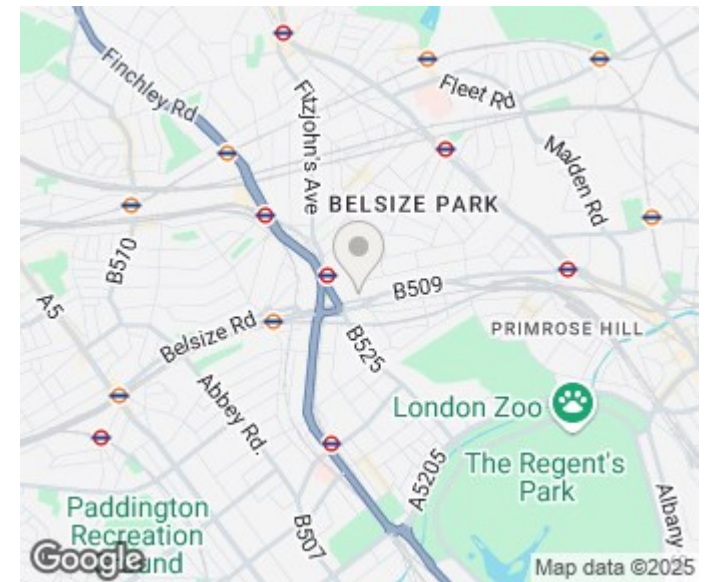 Finchley Rd
Fitzjohn's Ave
Fleet Rd
Malden Rd
BELSIZE PARK
B510
B509
A5
Belsize Rd
PRIMROSE HILL
B525
Abbey Rd.
London Zoo
The Regent's
Park
A5205
Albany
Paddington
Recreation
B507
Google
Map data ©2025